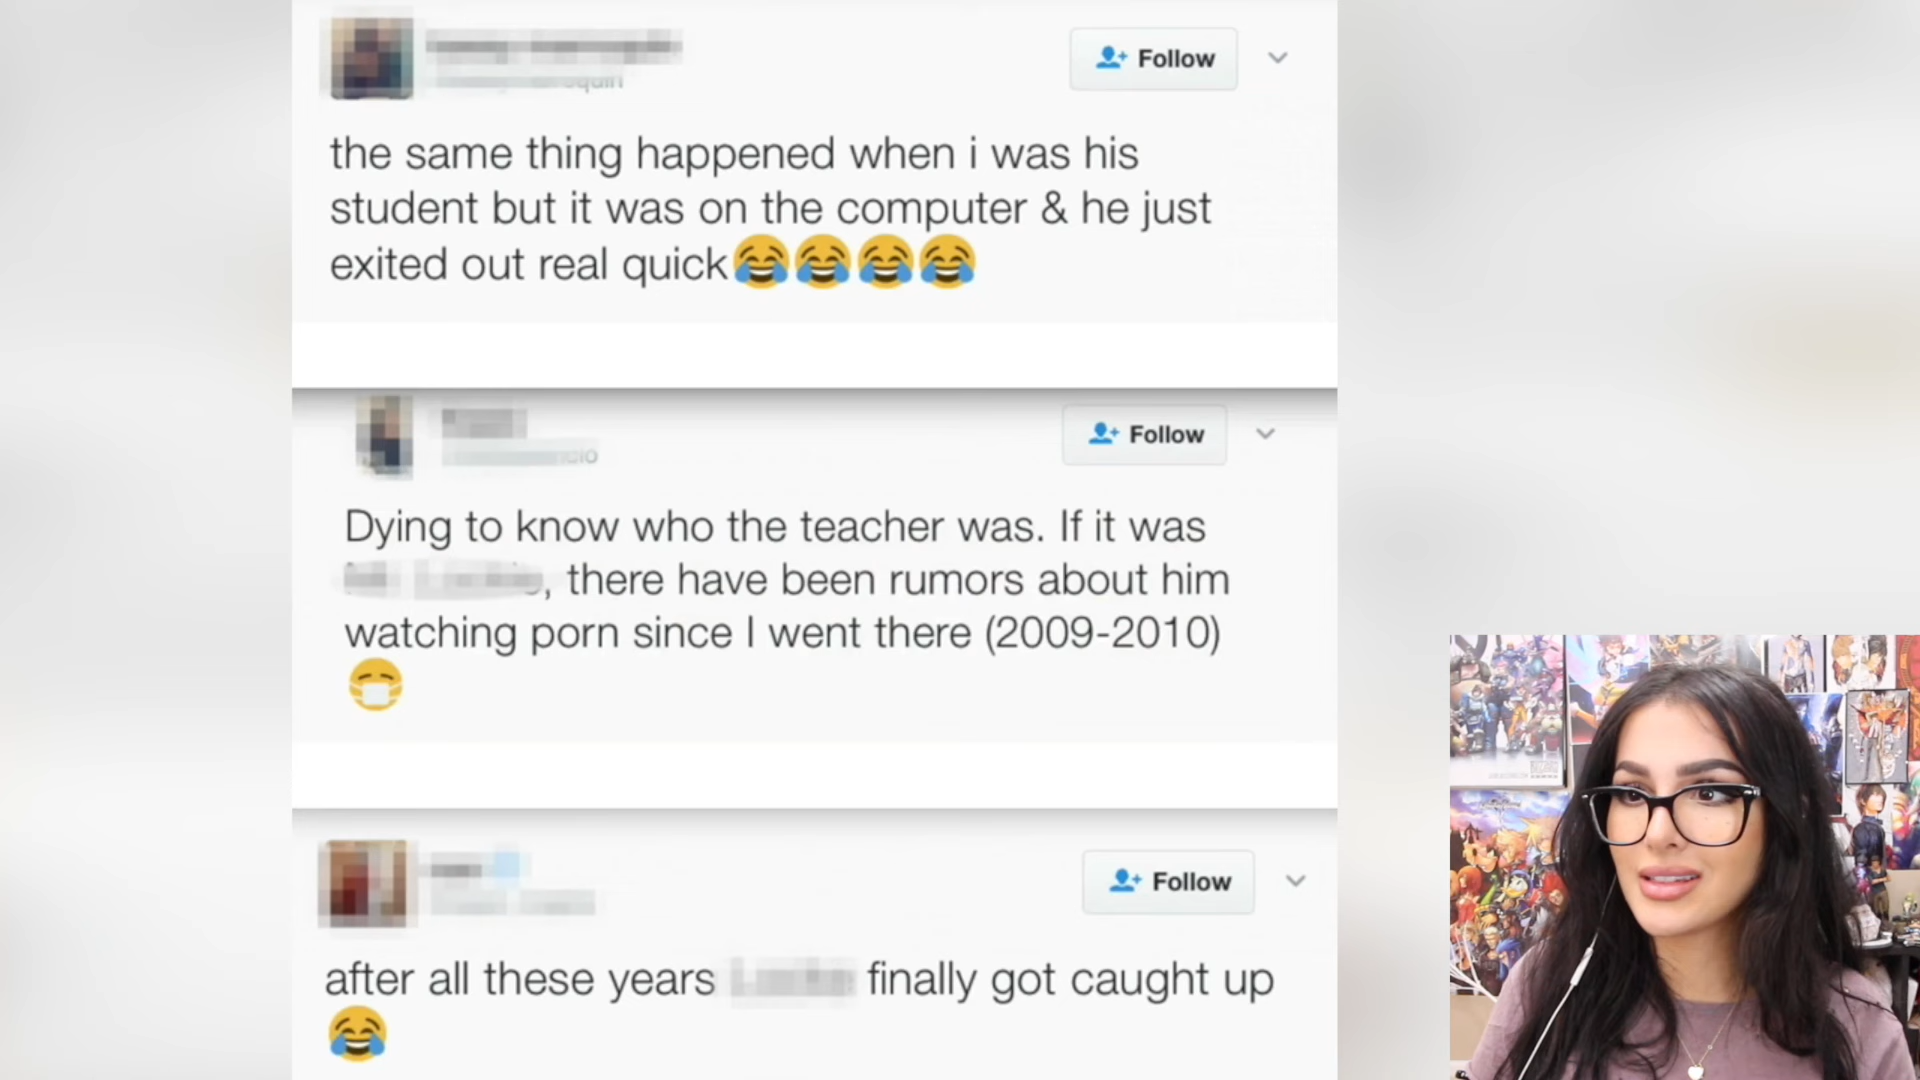 Follow
the same thing happened when i was his
student but it was on the computer & he just
exited out real quick😂😂😂😂
Follow
Dying to know who the teacher was. If it was
, there have been rumors about him
watching porn since I went there (2009-2010)
😷
Follow
after all these years finally got caught up
😂